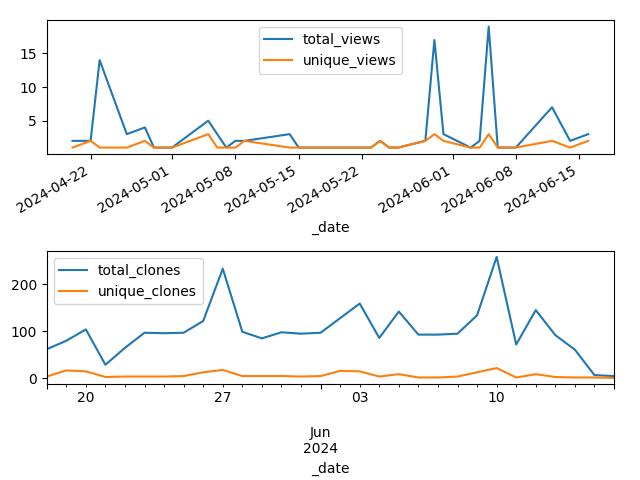 15
10
5
total_views
unique_views
2024-04-22
2024-05-01
2024-05-08
2024-05-15
2024-05-22
2024-06-01
2024-06-08
2024-06-15
_date
200
100
0
total_clones
unique_clones
20
27
03
10
Jun
2024
_date